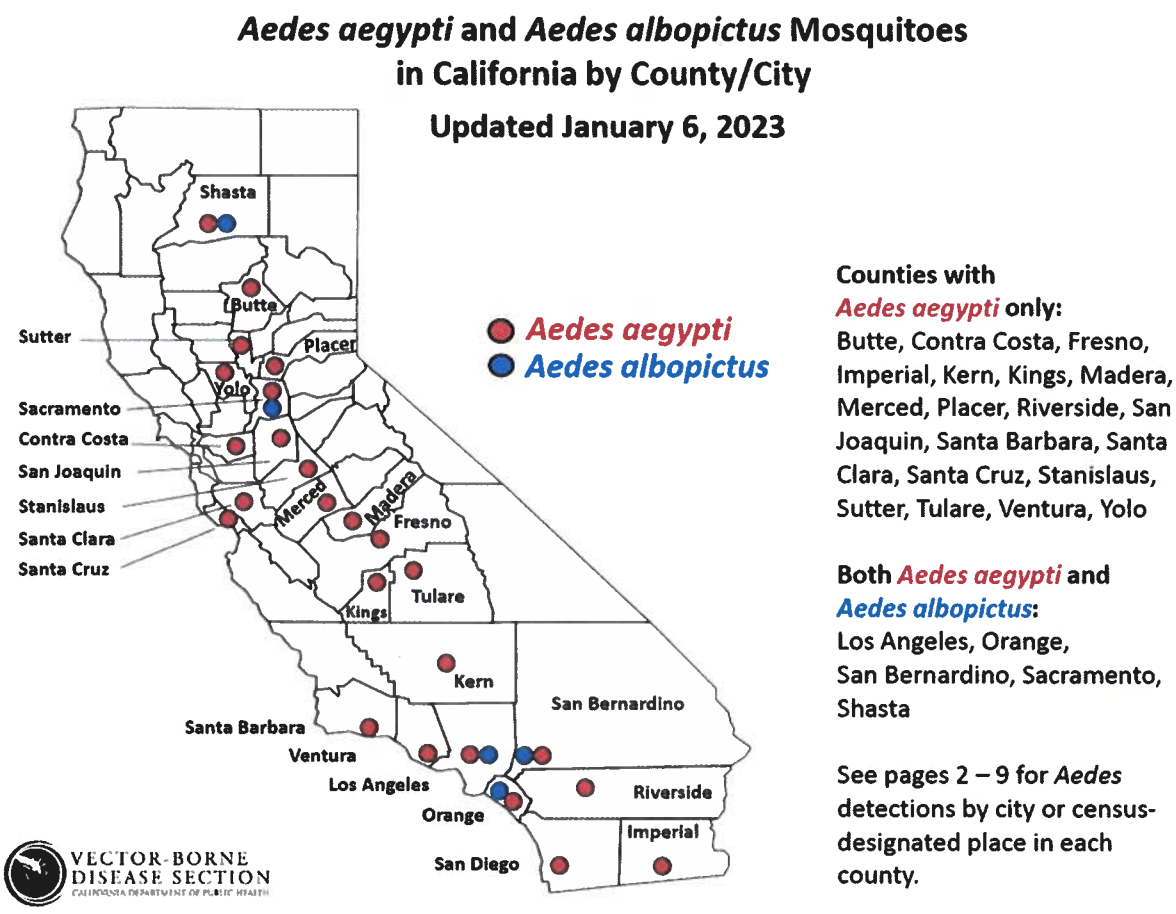 Aedes aegypti and Aedes albopictus Mosquitoes
in California by County/City
Updated January 6, 2023
Shasta
Butte
Sutter
Placer
Yolo
Sacramento
Contra Costa
San Joaquin
Stanislaus
Santa Clara
Santa Cruz
Merced
Madera
Fresno
Kings
Tulare
Kern
San Bernardino
Santa Barbara
Ventura
Los Angeles
Orange
Riverside
Imperial
San Diego
Aedes aegypti
Aedes albopictus
Counties with
Aedes aegypti only:
Butte, Contra Costa, Fresno,
Imperial, Kern, Kings, Madera,
Merced, Placer, Riverside, San
Joaquin, Santa Barbara, Santa
Clara, Santa Cruz, Stanislaus,
Sutter, Tulare, Ventura, Yolo
Both Aedes aegypti and
Aedes albopictus:
Los Angeles, Orange,
San Bernardino, Sacramento,
Shasta
See pages 2 – 9 for Aedes
detections by city or census-
designated place in each
county.
VECTOR-BORNE
DISEASE SECTION
CALIFORNIA DEPARTMENT OF PUBLIC HEALTH